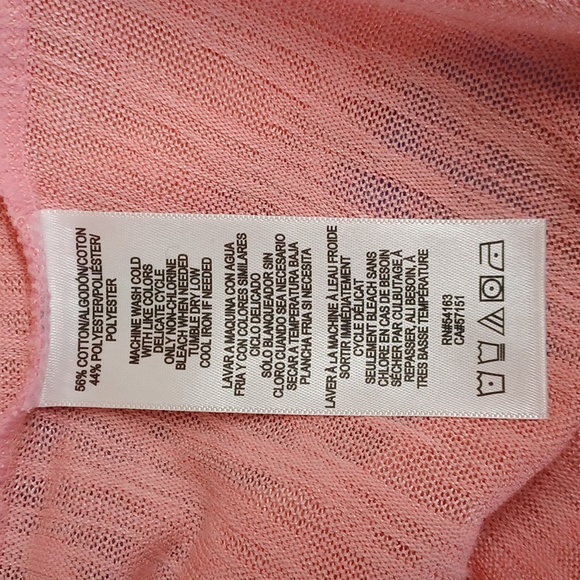 56% COTTON/ALGODÓN/COTON
44% POLYESTER/POLIÉSTER/
POLYESTER
MACHINE WASH COLD
WITH LIKE COLORS
DELICATE CYCLE
ONLY NON-CHLORINE
BLEACH WHEN NEEDED
TUMBLE DRY LOW
COOL IRON IF NEEDED
LAVAR A MAQUINA CON AGUA
FRIA Y CON COLORES SIMILARES
CICLO DELICADO
SÓLO BLANQUEADOR SIN
CLORO CUANDO SEA NECESARIO
SECAR A TEMPERATURA BAJA
PLANCHA FRIA SI NECESITA
LAVER À LA MACHINE À LEAU FROIDE
SORTIR IMMÉDIATEMENT
CYCLE DÉLICAT
SEULEMENT BLEACH SANS
CHLORE EN CAS DE BESOIN
SÉCHER PAR CULBUTAGE À
REPASSER, ALI BESOIN, À
TRES BASSE TEMPÉRATURE
RN#54163
CA#57151